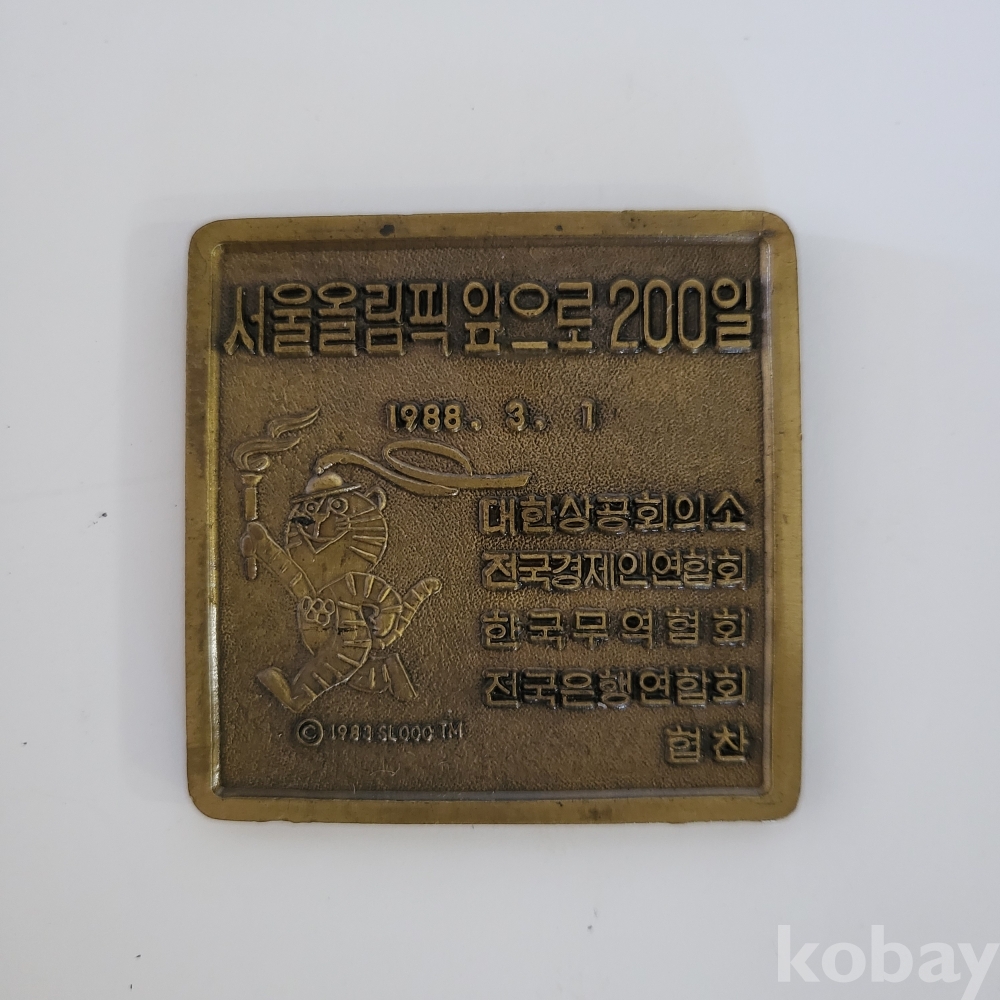 서울올림픽 앞으로 200일
1988. 3. 1
대한상공회의소
전국경제인연합회
한국무역협회
전국은행연합회
협찬
© 1983 SLOOC TM
kobay